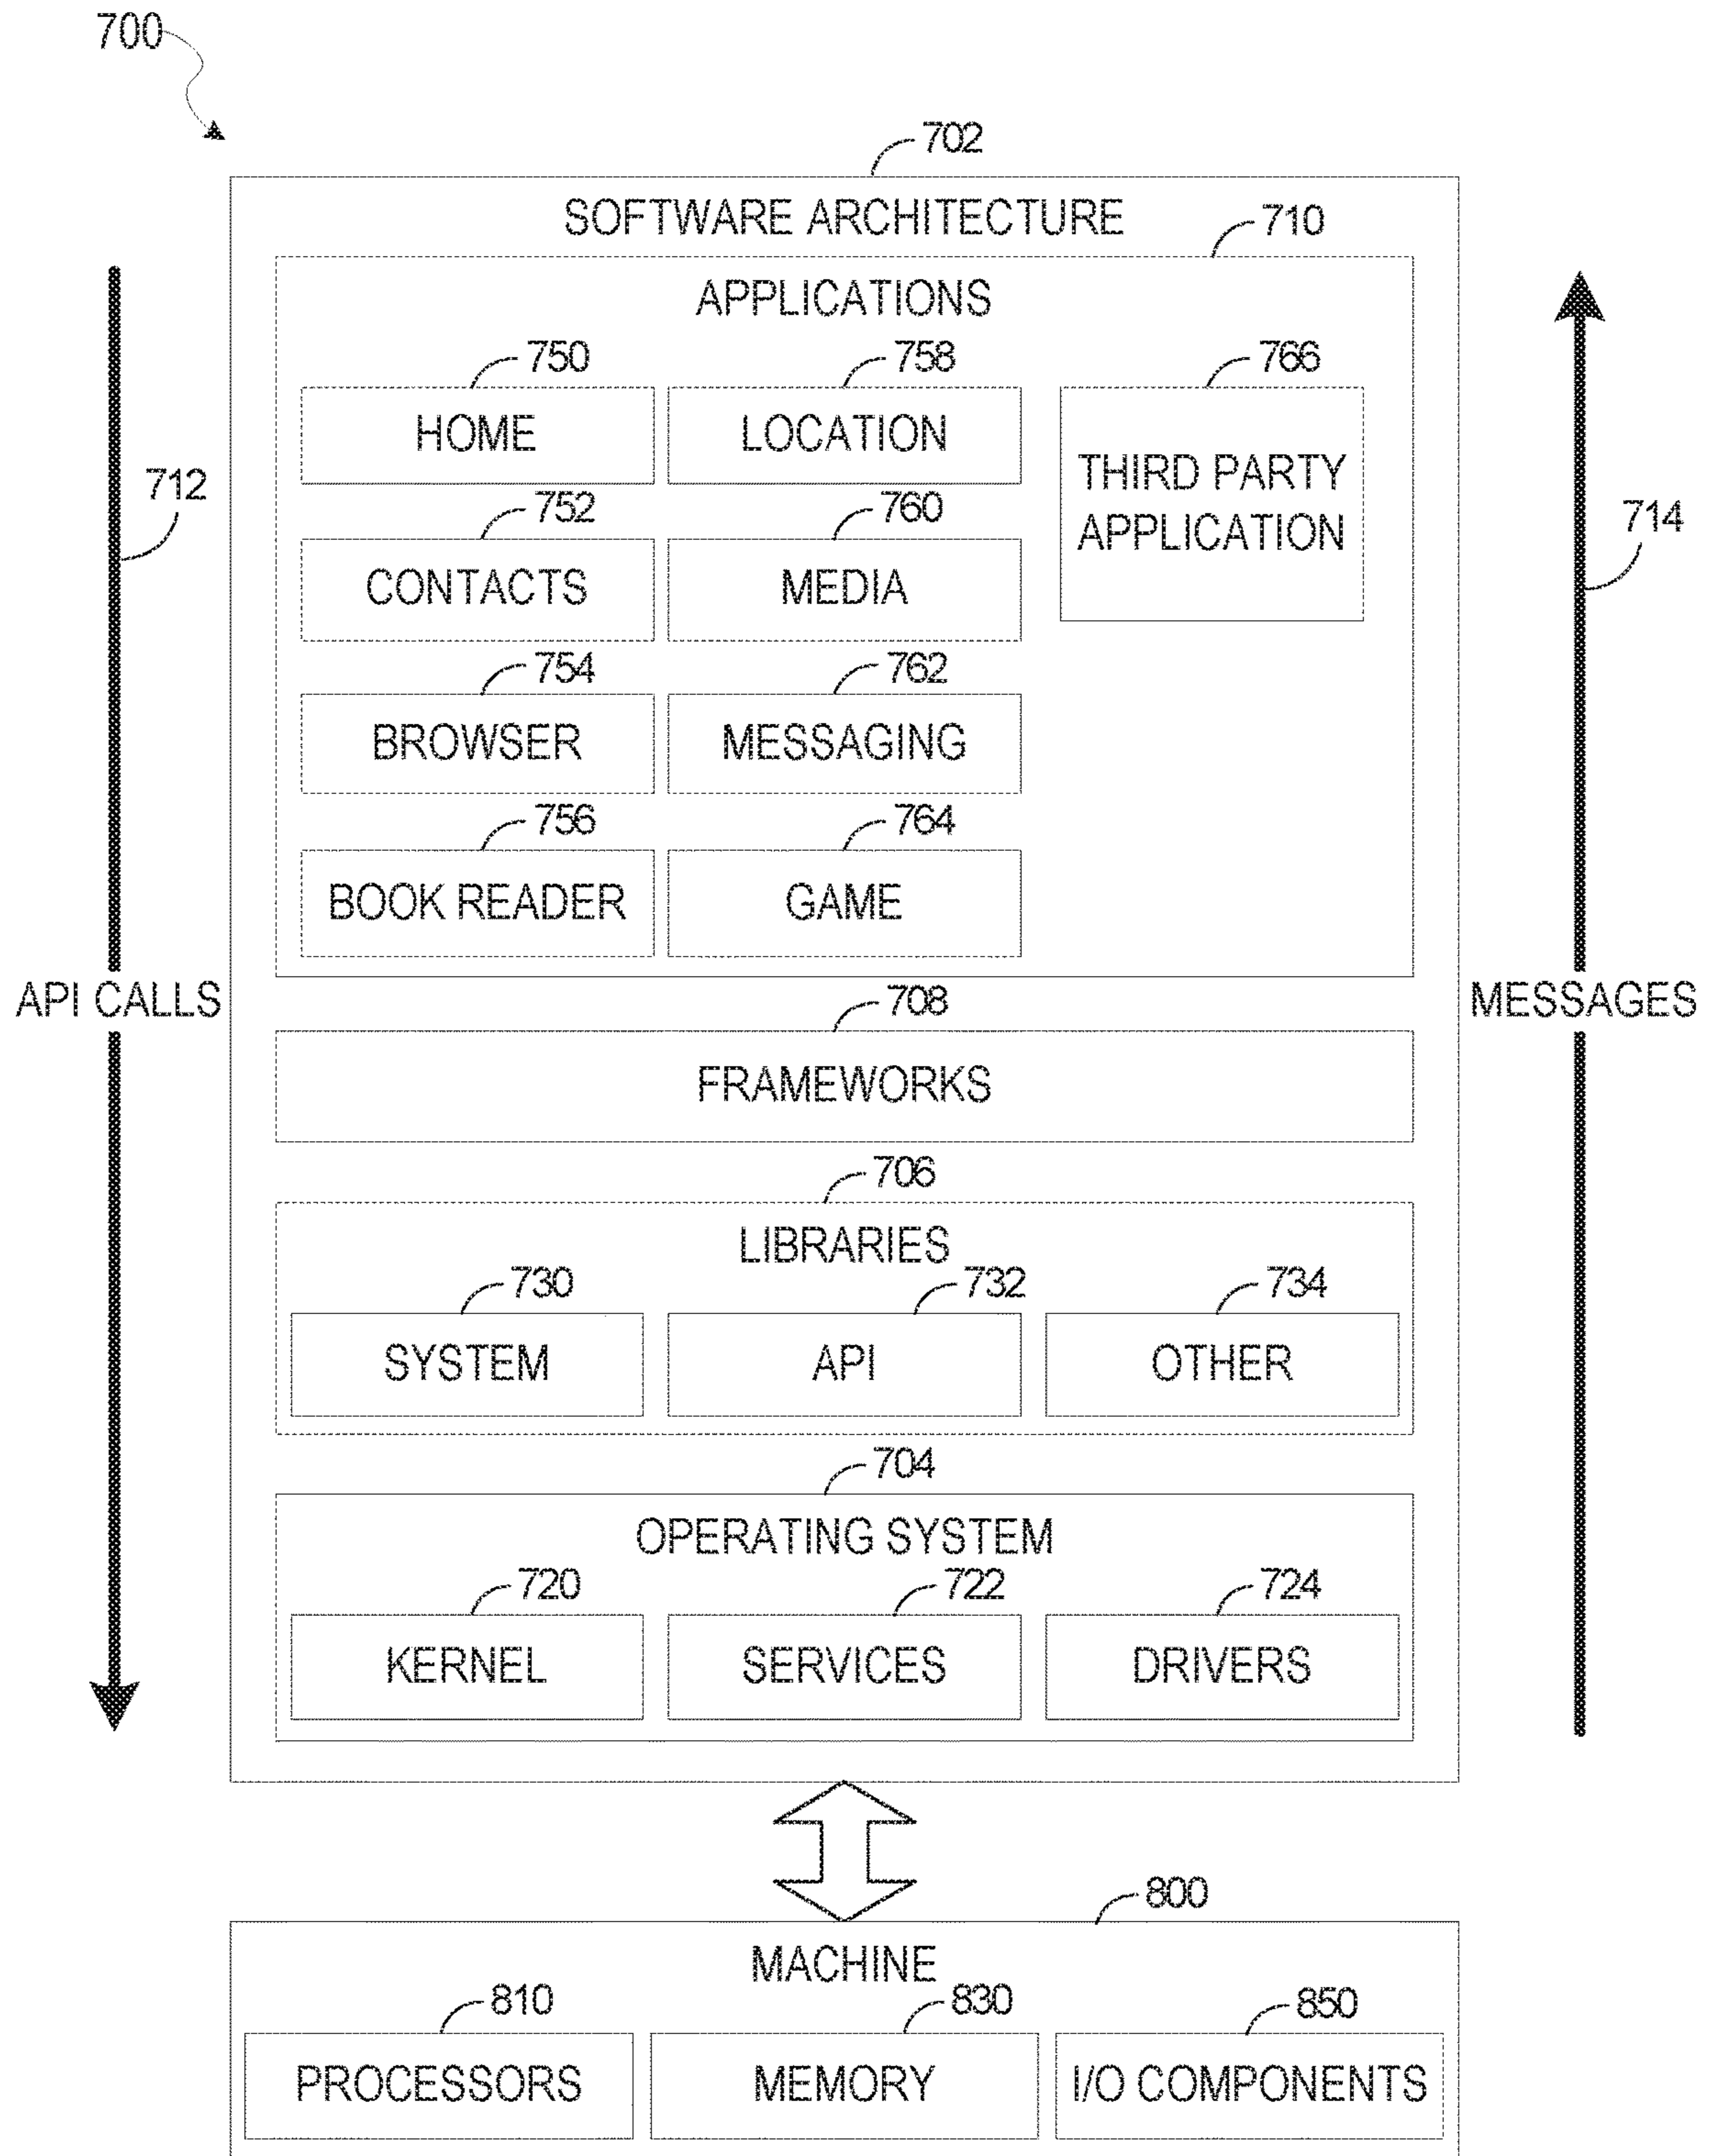 700
702
SOFTWARE ARCHITECTURE
710
APPLICATIONS
750 758 766
HOME LOCATION
THIRD PARTY
APPLICATION
712
752 760
714
CONTACTS MEDIA
754 762
BROWSER MESSAGING
756 764
BOOK READER GAME
API CALLS
MESSAGES
708
FRAMEWORKS
706
LIBRARIES
730 732 734
SYSTEM API OTHER
704
OPERATING SYSTEM
720 722 724
KERNEL SERVICES DRIVERS
800
MACHINE
810 830 850
PROCESSORS MEMORY I/O COMPONENTS